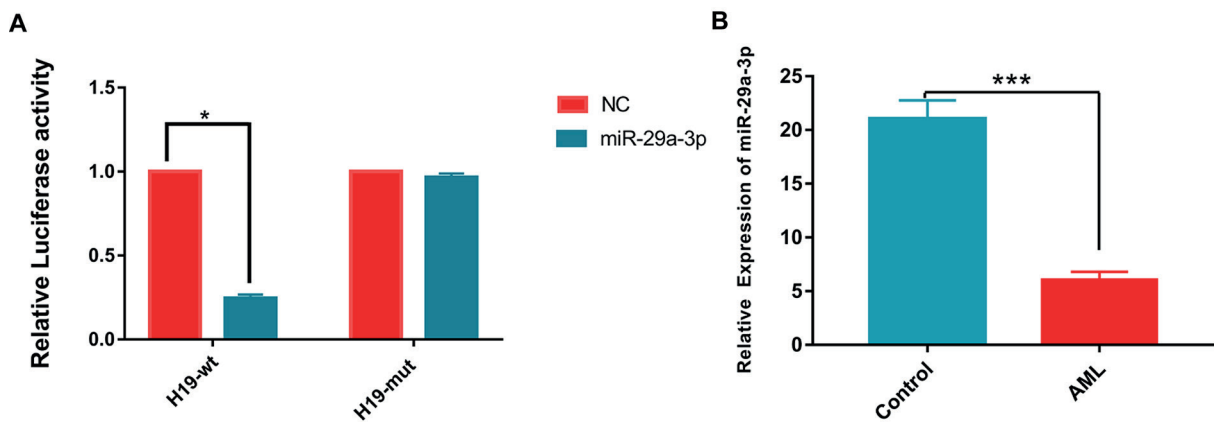 A
Relative Luciferase activity
1.5
1.0
0.5
0.0
*
H19-wt
H19-mut
NC
miR-29a-3p
B
Relative Expression of miR-29a-3p
25
20
15
10
5
0
***
Control
AML